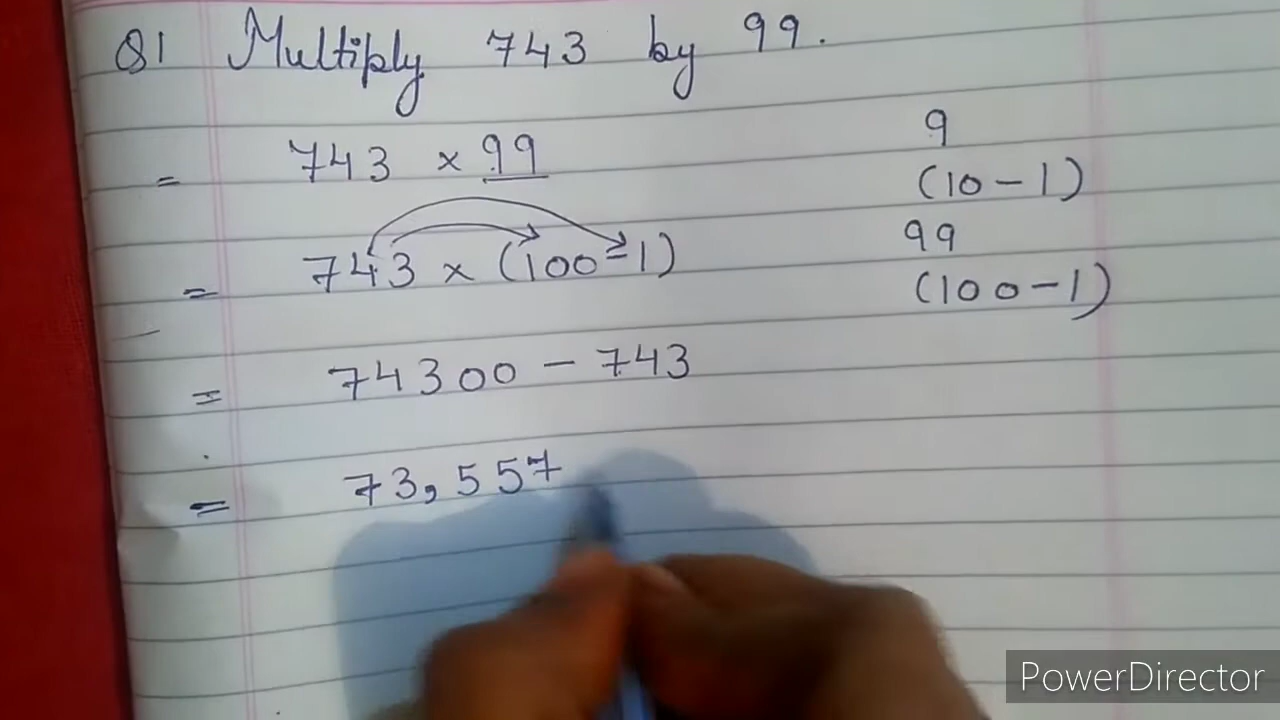 Q1 Multiply 743 by 99.
= 743 × 99
= 743 × (100-1)
= 74300 - 743
= 73,557
9
(10-1)
99
(100-1)
PowerDirector